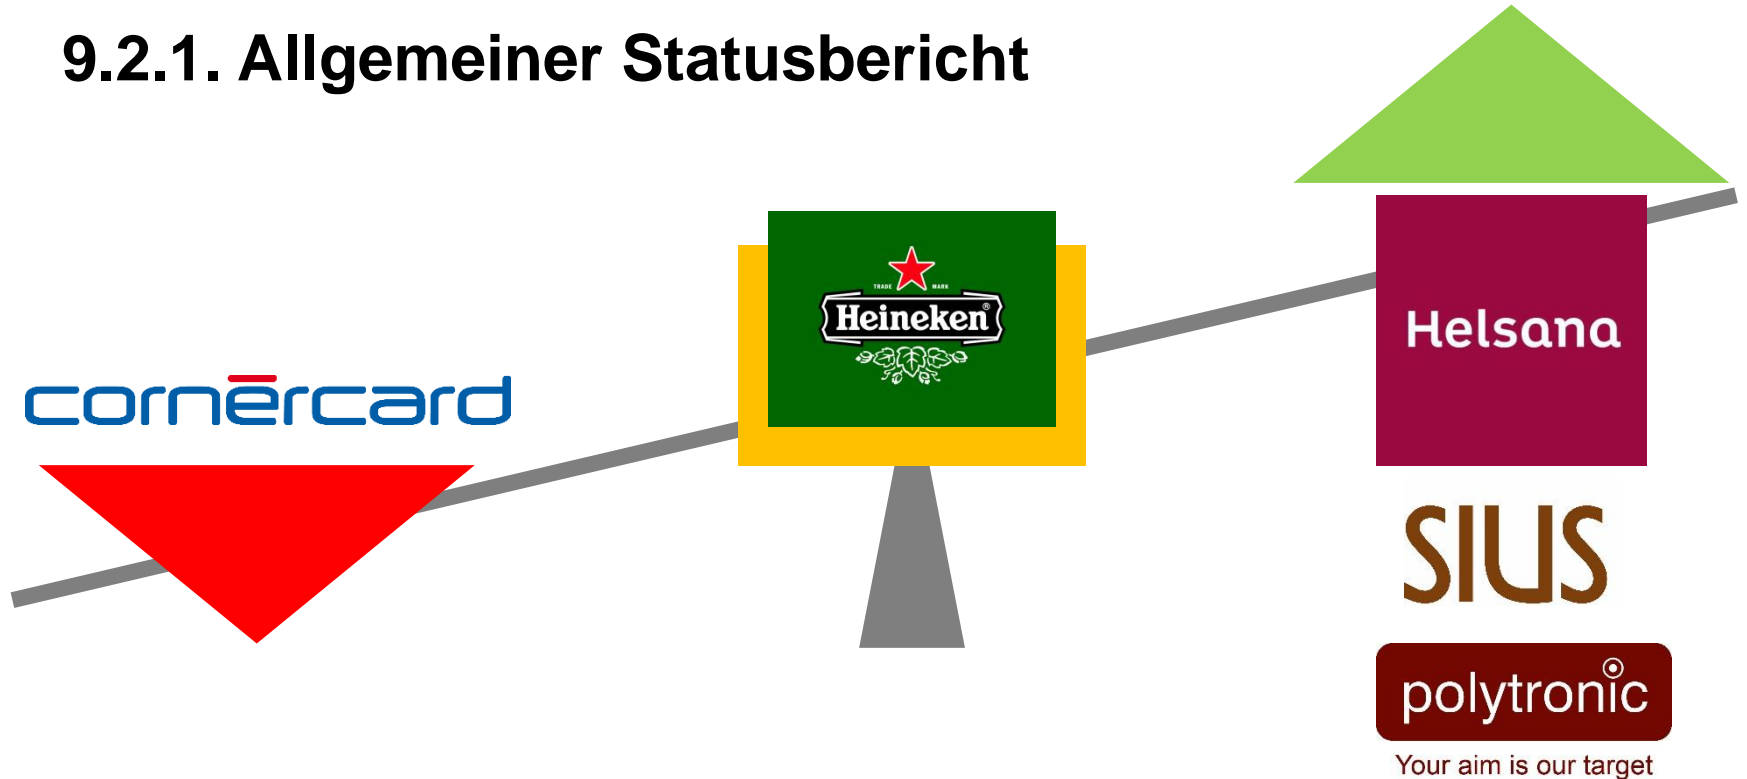 9.2.1. Allgemeiner Statusbericht
TRADE MARK
Heineken®
cornèrcard
Helsana
SIUS
polytronic
Your aim is our target